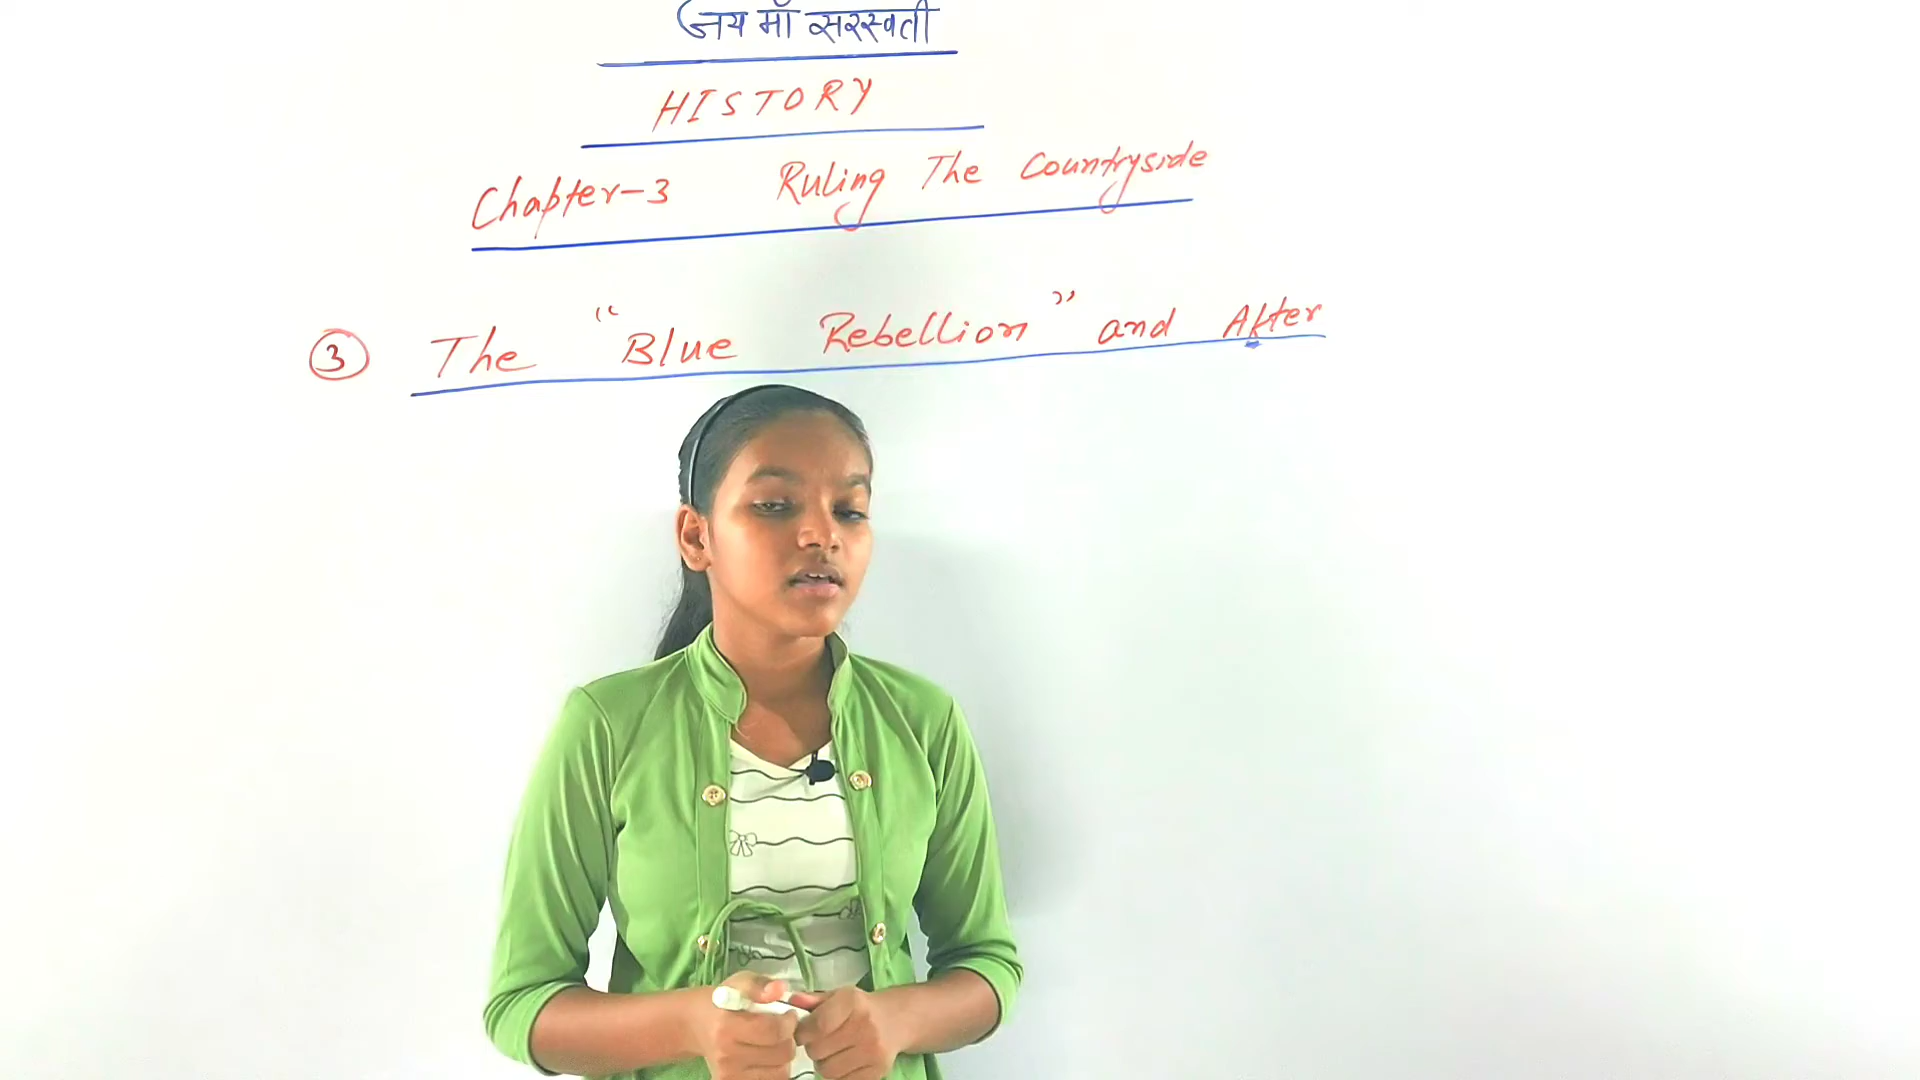 जय माँ सरस्वती
HISTORY
Chapter-3 Ruling The Countryside
3 The "Blue Rebellion" and After